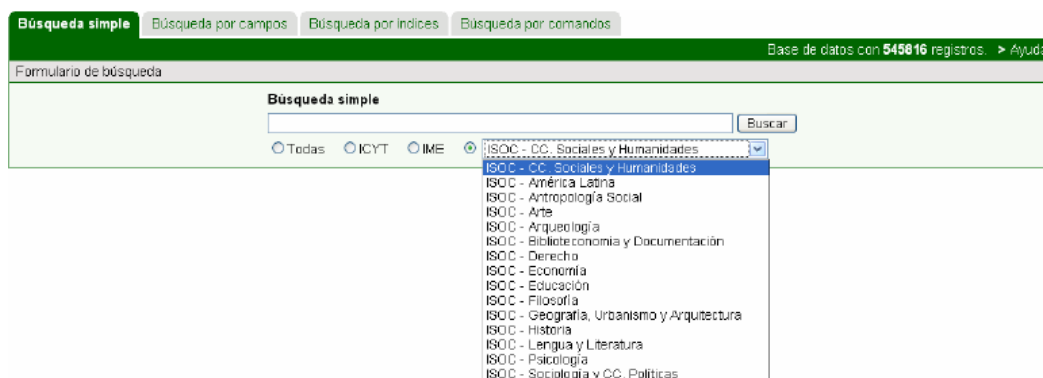 Búsqueda simple Búsqueda por campos Búsqueda por índices Búsqueda por comandos
Base de datos con 545816 registros. > Ayuda
Formulario de búsqueda
Búsqueda simple
Buscar
Todas ICYT IME ISOC - CC. Sociales y Humanidades
ISOC - CC. Sociales y Humanidades
ISOC - América Latina
ISOC - Antropología Social
ISOC - Arte
ISOC - Arqueología
ISOC - Biblioteconomia y Documentación
ISOC - Derecho
ISOC - Economía
ISOC - Educación
ISOC - Filosofía
ISOC - Geografía, Urbanismo y Arquitectura
ISOC - Historia
ISOC - Lengua y Literatura
ISOC - Psicología
ISOC - Sociología y CC. Políticas